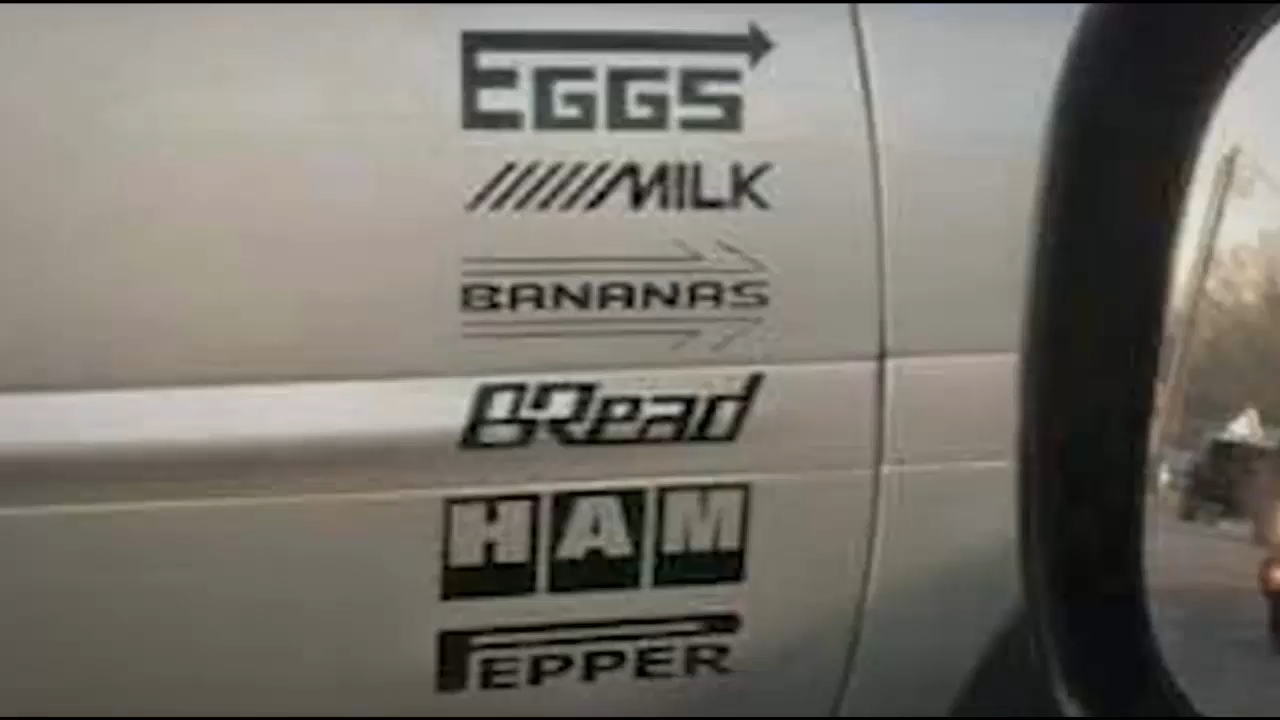 EGGS
MILK
BANANAS
BRead
HAM
PEPPER